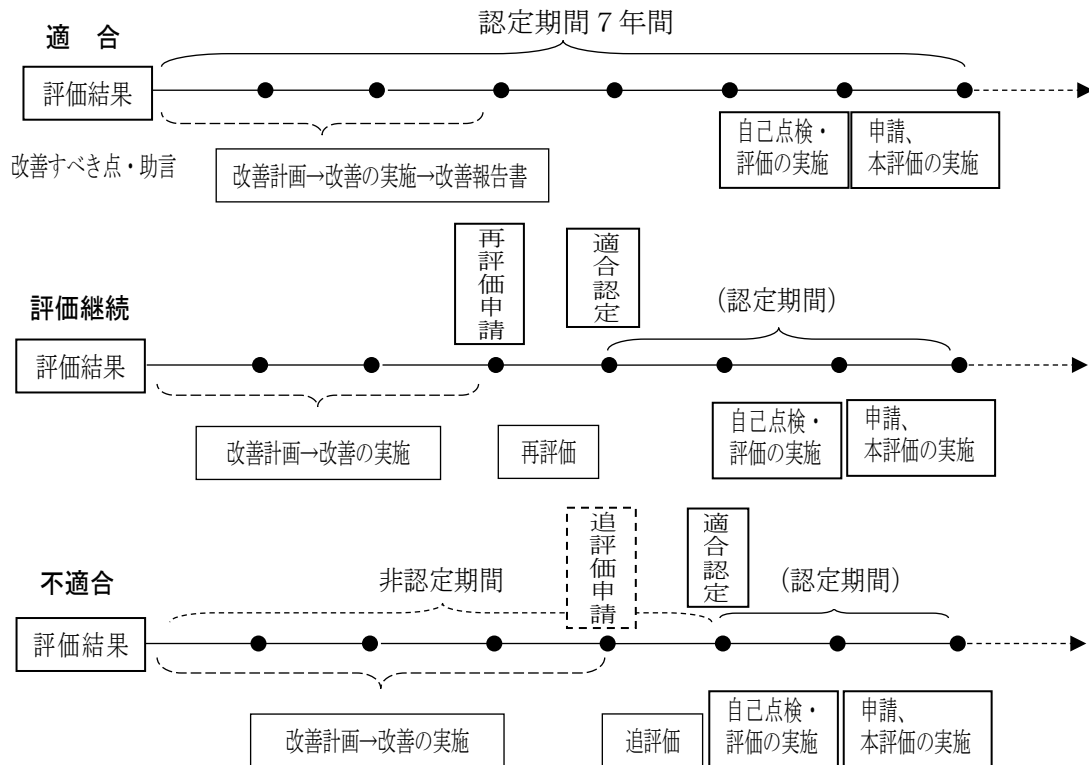 適　合
認定期間７年間
評価結果
改善すべき点・助言
改善計画→改善の実施→改善報告書
自己点検・
評価の実施
申請、
本評価の実施
評価継続
再評価申請
適合認定
(認定期間)
評価結果
改善計画→改善の実施
再評価
自己点検・
評価の実施
申請、
本評価の実施
不適合
非認定期間
追評価申請
適合認定
(認定期間)
評価結果
改善計画→改善の実施
追評価
自己点検・
評価の実施
申請、
本評価の実施